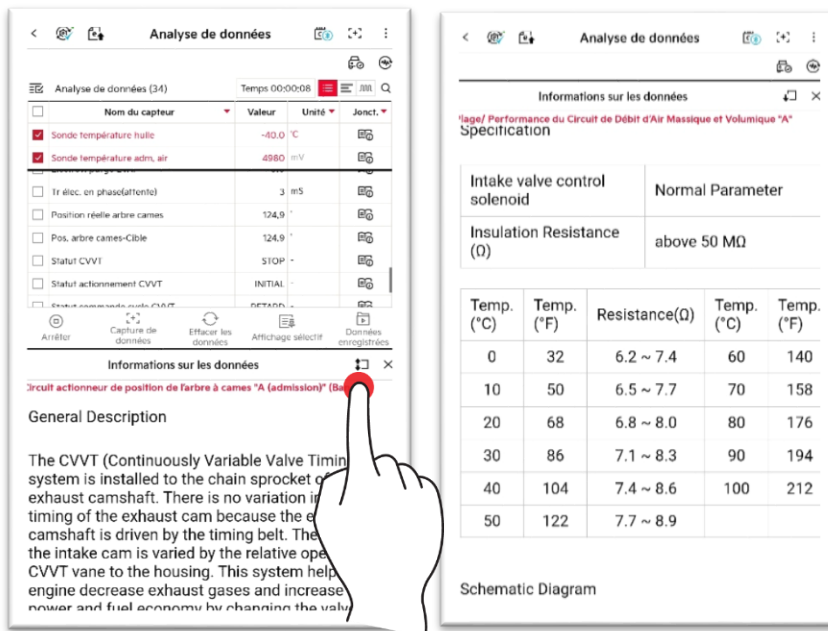 Analyse de données
Analyse de données (34)
Temps 00:00:08
Nom du capteur Valeur Unité Jonct.
Sonde température huile -40.0 °C
Sonde température adm. air 4980 mV
Tr élec. en phase(attente) 3 mS
Position réelle arbre cames 124,9 °
Pos. arbre cames-Cible 124,9 °
Statut CVVT STOP -
Statut actionnement CVVT INITIAL -
Arrêter
Capture de
données
Effacer les
données
Affichage sélectif
Données
enregistrées
Informations sur les données
Circuit actionneur de position de l'arbre à cames "A (admission)" (Ba
General Description
The CVVT (Continuously Variable Valve Timin
system is installed to the chain sprocket o
exhaust camshaft. There is no variation in
timing of the exhaust cam because the e
camshaft is driven by the timing belt. The
the intake cam is varied by the relative ope
CVVT vane to the housing. This system help
engine decrease exhaust gases and increase
power and fuel economy by changing the valv
Analyse de données
Informations sur les données
lage/ Performance du Circuit de Débit d'Air Massique et Volumique "A"
Specification
Intake valve control
solenoid
Normal Parameter
Insulation Resistance
(Ω)
above 50 MΩ
Temp.
(°C)
Temp.
(°F)
Resistance(Ω)
Temp.
(°C)
Temp.
(°F)
0 32 6.2 ~ 7.4 60 140
10 50 6.5 ~ 7.7 70 158
20 68 6.8 ~ 8.0 80 176
30 86 7.1 ~ 8.3 90 194
40 104 7.4 ~ 8.6 100 212
50 122 7.7 ~ 8.9
Schematic Diagram